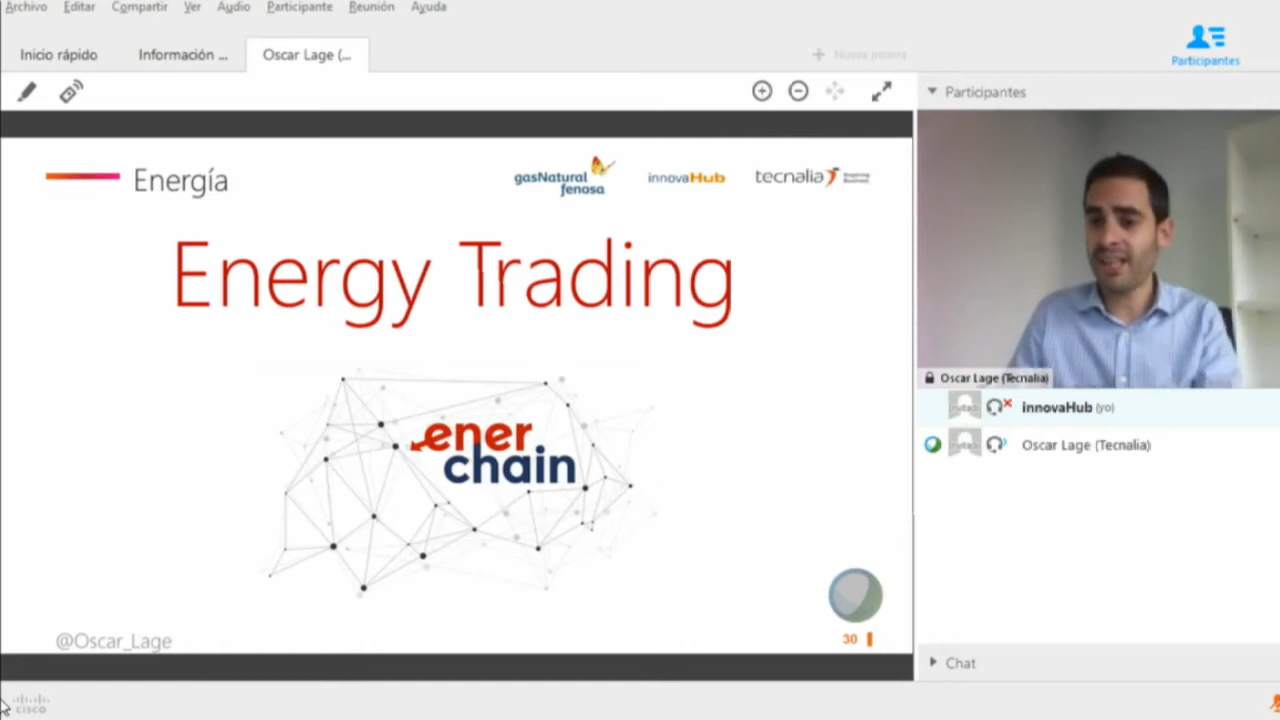 Archivo Editar Compartir Ver Audio Participante Reunión Ayuda
Inicio rápido Información ... Oscar Lage (...
Participantes
Participantes
Energía
gasNatural
fenosa
innovaHub
tecnalia
Energy Trading
ener
chain
@Oscar_Lage
30
Oscar Lage (Tecnalia)
innovaHub (yo)
Oscar Lage (Tecnalia)
Chat
cisco